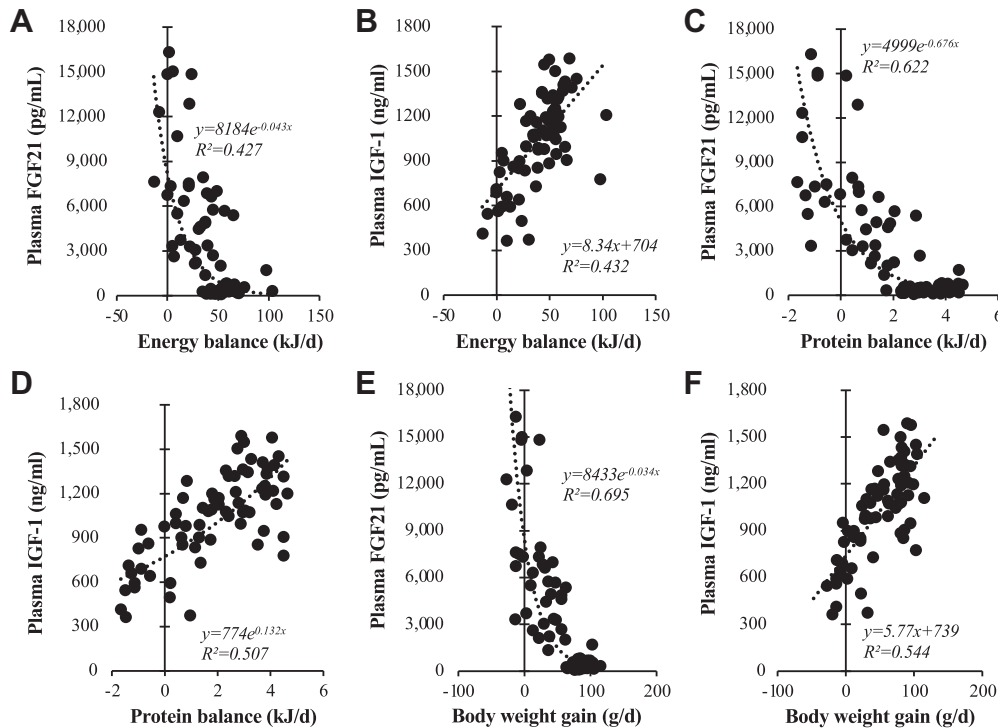 A
18,000
15,000
12,000
9,000
6,000
3,000
0
Plasma FGF21 (pg/mL)
y=8184e^-0.043x
R²=0.427
-50 0 50 100 150
Energy balance (kJ/d)
B
1,800
1,500
1,200
900
600
300
0
Plasma IGF-1 (ng/ml)
y=8.34x+704
R²=0.432
-50 0 50 100 150
Energy balance (kJ/d)
C
18,000
15,000
12,000
9,000
6,000
3,000
0
Plasma FGF21 (pg/mL)
y=4999e^-0.676x
R²=0.622
-2 0 2 4 6
Protein balance (kJ/d)
D
1,800
1,500
1,200
900
600
300
0
Plasma IGF-1 (ng/ml)
y=774e^0.132x
R²=0.507
-2 0 2 4 6
Protein balance (kJ/d)
E
18,000
15,000
12,000
9,000
6,000
3,000
0
Plasma FGF21 (pg/mL)
y=8433e^-0.034x
R²=0.695
-100 0 100 200
Body weight gain (g/d)
F
1,800
1,500
1,200
900
600
300
0
Plasma IGF-1 (ng/ml)
y=5.77x+739
R²=0.544
-100 0 100 200
Body weight gain (g/d)